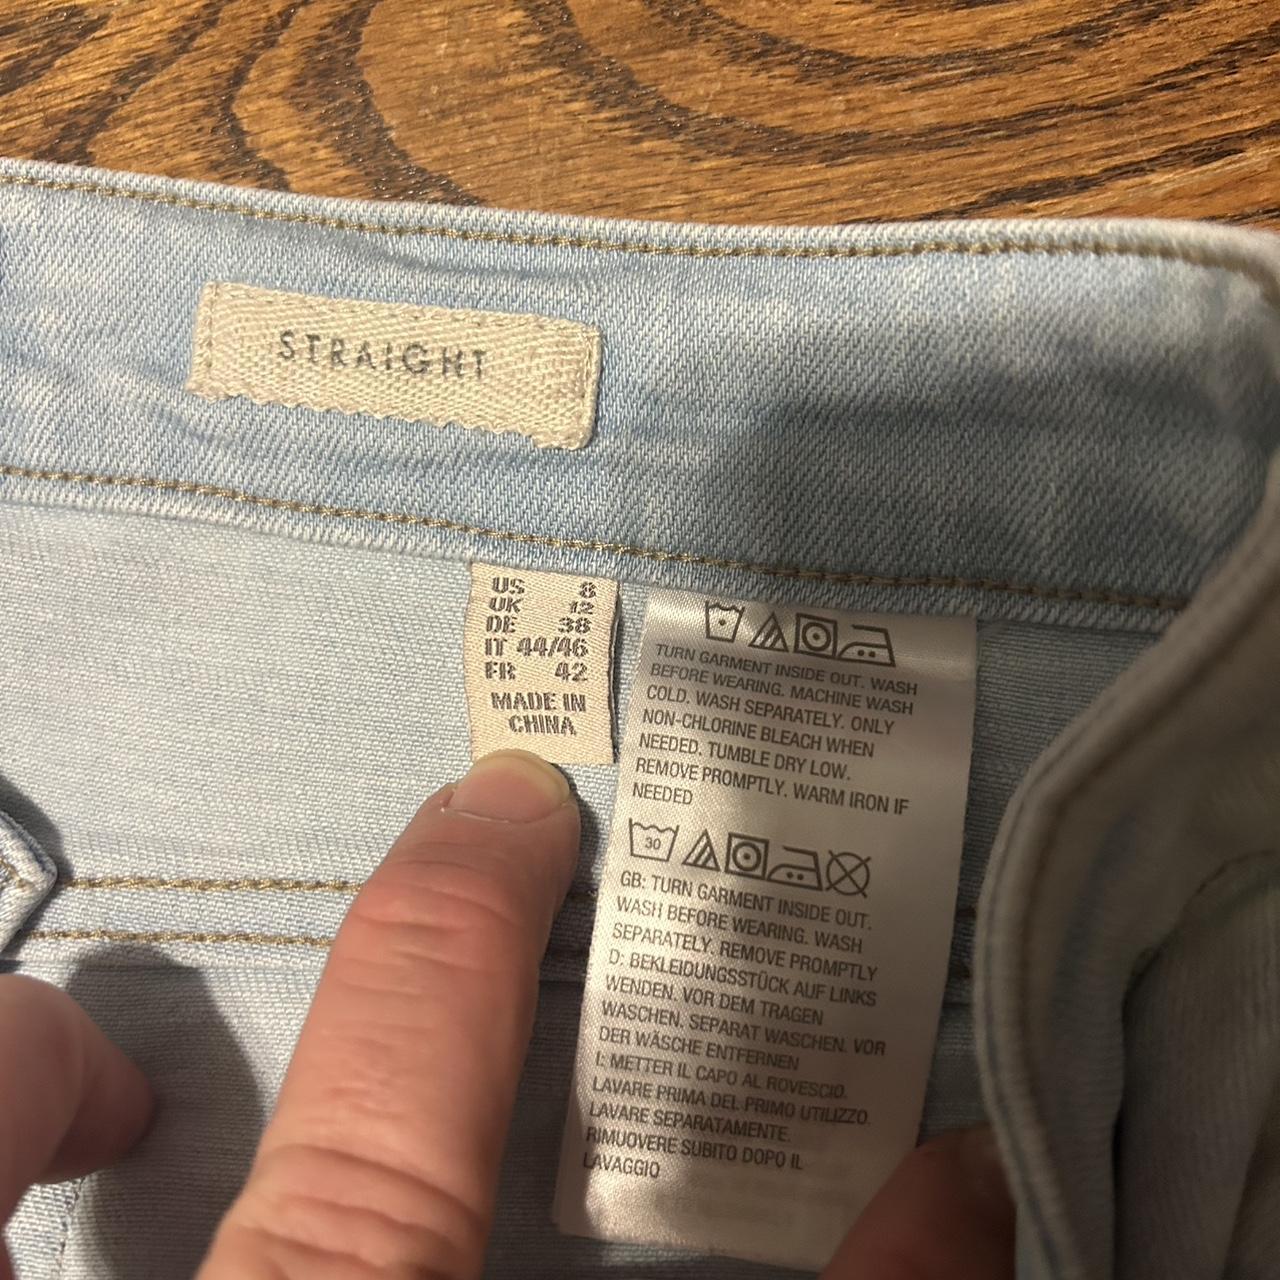 STRAIGHT
US 8
UK 12
DE 38
IT 44/46
FR 42
MADE IN
CHINA
TURN GARMENT INSIDE OUT. WASH
BEFORE WEARING. MACHINE WASH
COLD. WASH SEPARATELY. ONLY
NON-CHLORINE BLEACH WHEN
NEEDED. TUMBLE DRY LOW.
REMOVE PROMPTLY. WARM IRON IF
NEEDED
30
GB: TURN GARMENT INSIDE OUT.
WASH BEFORE WEARING. WASH
SEPARATELY. REMOVE PROMPTLY
D: BEKLEIDUNGSSTÜCK AUF LINKS
WENDEN. VOR DEM TRAGEN
WASCHEN. SEPARAT WASCHEN. VOR
DER WÄSCHE ENTFERNEN
I: METTER IL CAPO AL ROVESCIO.
LAVARE PRIMA DEL PRIMO UTILIZZO.
LAVARE SEPARATAMENTE.
RIMUOVERE SUBITO DOPO IL
LAVAGGIO